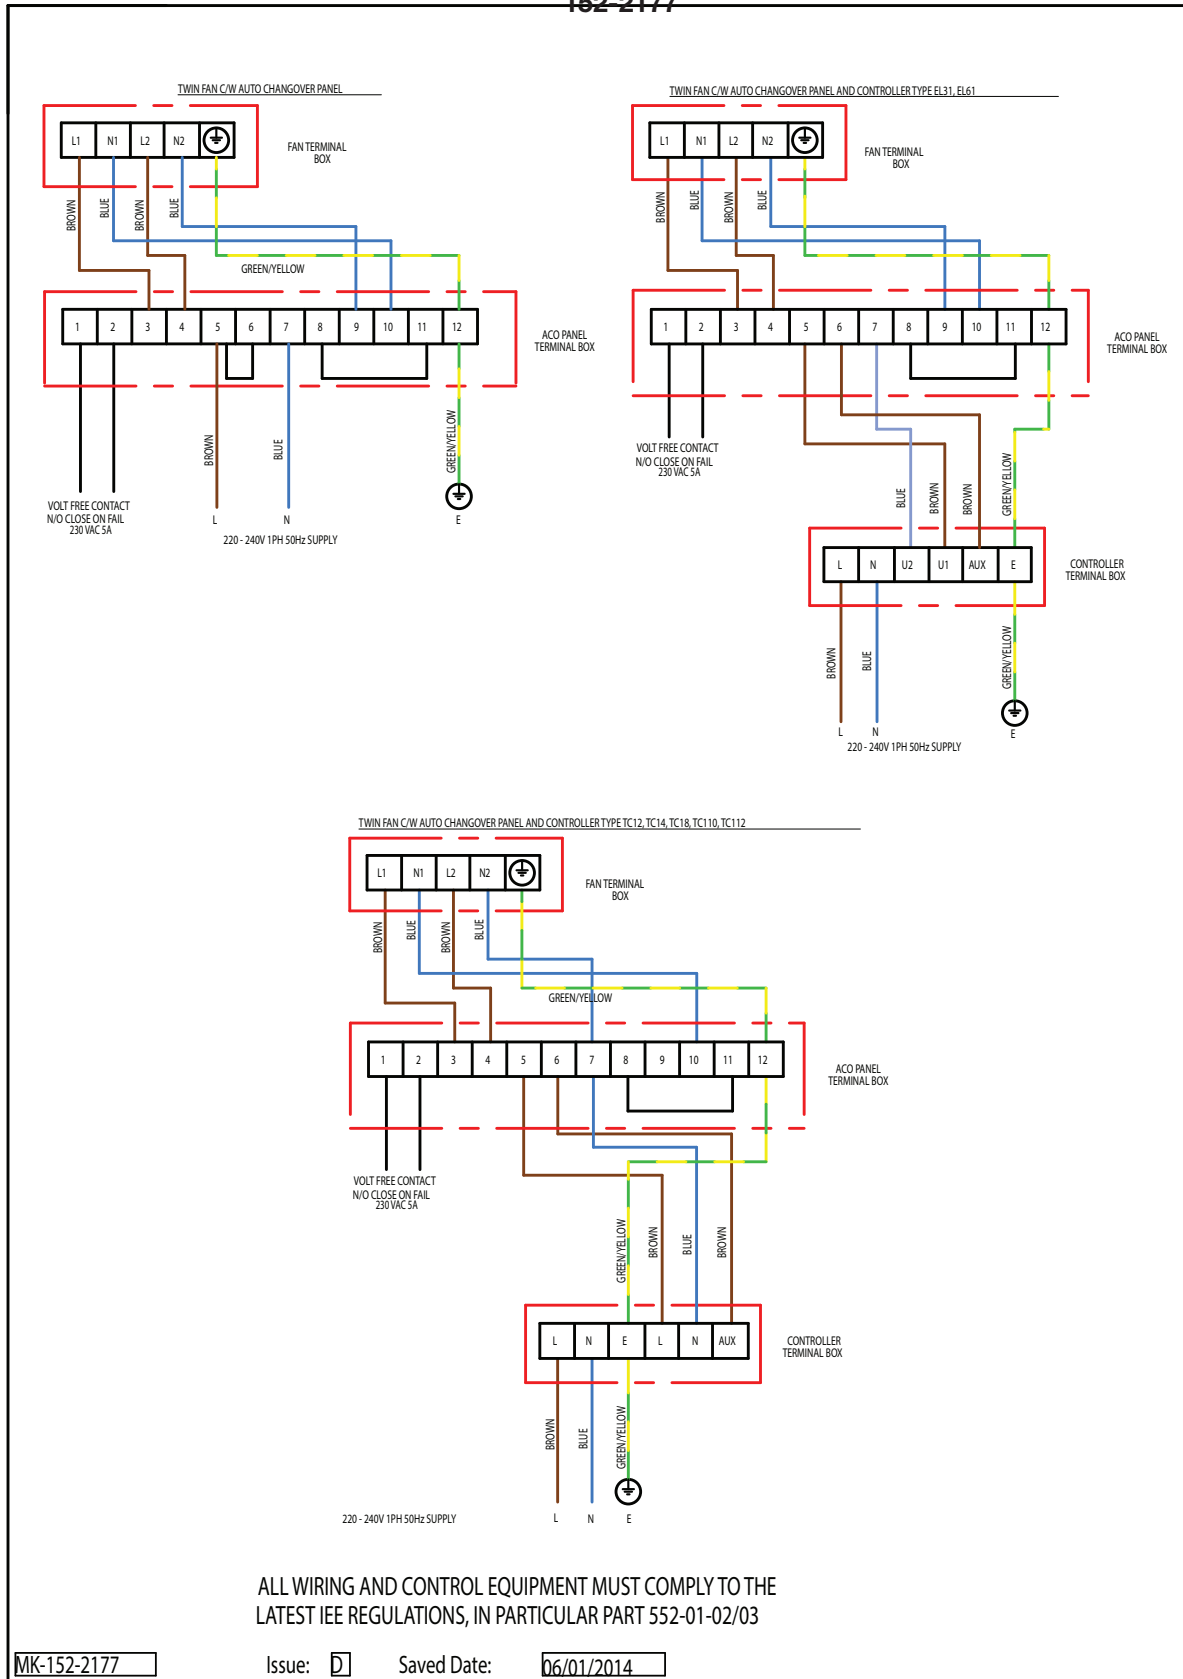 152-2177
TWIN FAN C/W AUTO CHANGOVER PANEL
L1 N1 L2 N2
FAN TERMINAL
BOX
BROWN
BLUE
BROWN
BLUE
GREEN/YELLOW
1 2 3 4 5 6 7 8 9 10 11 12
ACO PANEL
TERMINAL BOX
BROWN
BLUE
GREEN/YELLOW
VOLT FREE CONTACT
N/O CLOSE ON FAIL
230 VAC 5A
L N E
220 - 240V 1PH 50Hz SUPPLY
TWIN FAN C/W AUTO CHANGOVER PANEL AND CONTROLLER TYPE EL31, EL61
L1 N1 L2 N2
FAN TERMINAL
BOX
BROWN
BLUE
BROWN
BLUE
1 2 3 4 5 6 7 8 9 10 11 12
ACO PANEL
TERMINAL BOX
VOLT FREE CONTACT
N/O CLOSE ON FAIL
230 VAC 5A
BLUE
BROWN
BROWN
GREEN/YELLOW
L N U2 U1 AUX E
CONTROLLER
TERMINAL BOX
BROWN
BLUE
GREEN/YELLOW
L N E
220 - 240V 1PH 50Hz SUPPLY
TWIN FAN C/W AUTO CHANGOVER PANEL AND CONTROLLER TYPE TC12, TC14, TC18, TC110, TC112
L1 N1 L2 N2
FAN TERMINAL
BOX
BROWN
BLUE
BROWN
BLUE
GREEN/YELLOW
1 2 3 4 5 6 7 8 9 10 11 12
ACO PANEL
TERMINAL BOX
VOLT FREE CONTACT
N/O CLOSE ON FAIL
230 VAC 5A
GREEN/YELLOW
BROWN
BLUE
BROWN
L N E L N AUX
CONTROLLER
TERMINAL BOX
BROWN
BLUE
GREEN/YELLOW
220 - 240V 1PH 50Hz SUPPLY
L N E
ALL WIRING AND CONTROL EQUIPMENT MUST COMPLY TO THE
LATEST IEE REGULATIONS, IN PARTICULAR PART 552-01-02/03
MK-152-2177 Issue: D Saved Date: 06/01/2014